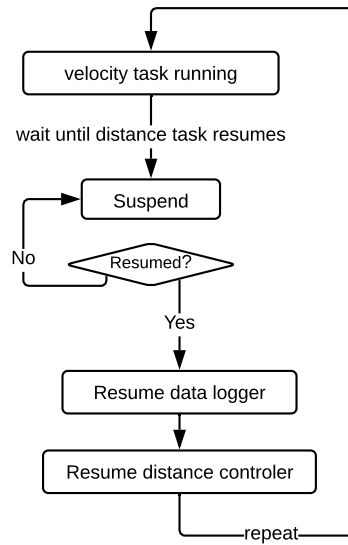 velocity task running
wait until distance task resumes
Suspend
Resumed?
No
Yes
Resume data logger
Resume distance controler
repeat